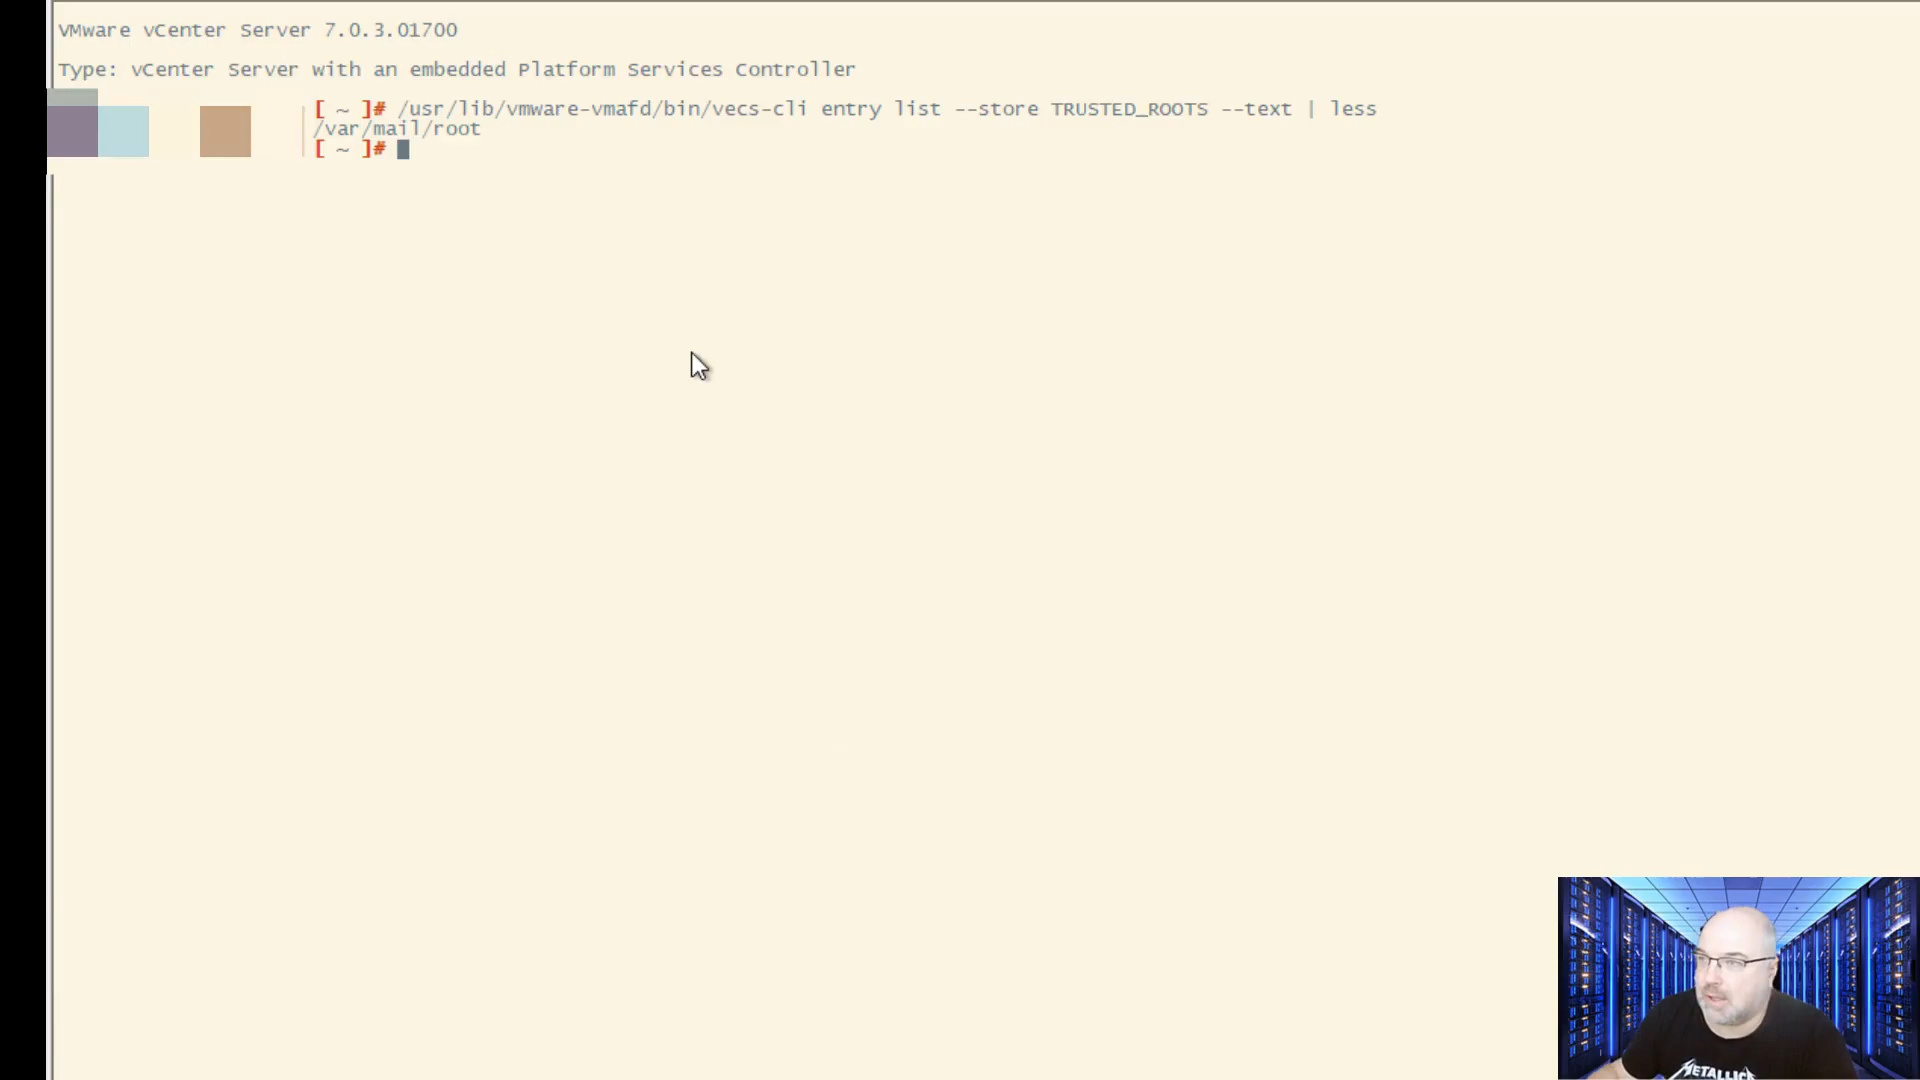 VMware vCenter Server 7.0.3.01700
Type: vCenter Server with an embedded Platform Services Controller
[ ~ ]# /usr/lib/vmware-vmafd/bin/vecs-cli entry list --store TRUSTED_ROOTS --text | less
/var/mail/root
[ ~ ]#
METALLICA